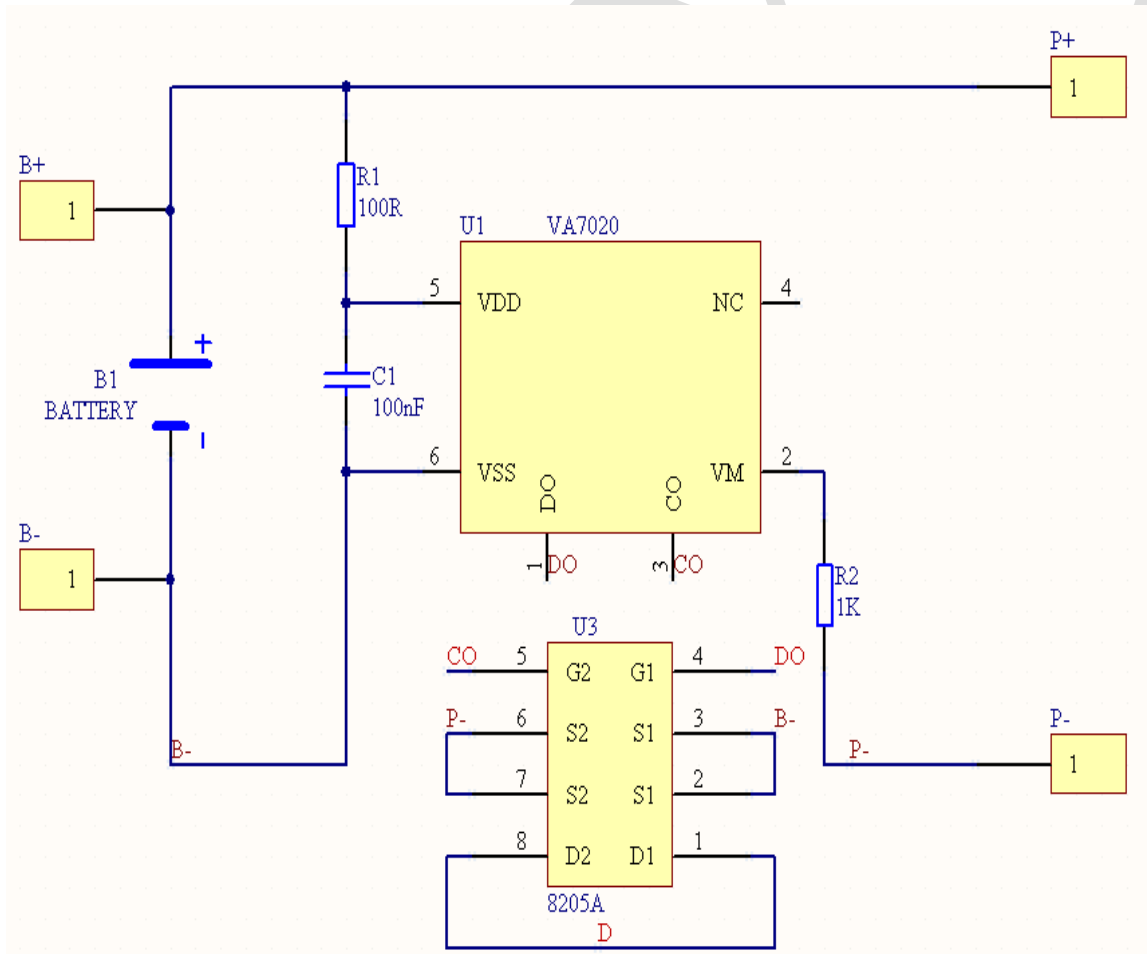 P+
1
B+
1
R1
100R
U1 VA7020
5 VDD NC 4
+
B1
BATTERY
-
C1
100nF
6 VSS VM 2
DO CO
1 DO 3 CO
B-
1
R2
1K
U3
CO 5 G2 G1 4 DO
P- 6 S2 S1 3 B-
7 S2 S1 2
8 D2 D1 1
8205A
D
B-
P-
P-
1